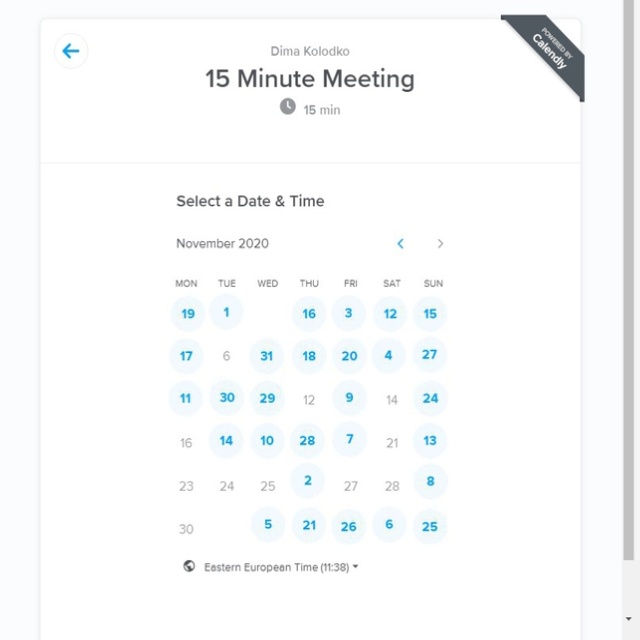 POWERED BY
Calendly
Dima Kolodko
15 Minute Meeting
15 min
Select a Date & Time
November 2020
MON TUE WED THU FRI SAT SUN
19 1 16 3 12 15
17 6 31 18 20 4 27
11 30 29 12 9 14 24
16 14 10 28 7 21 13
23 24 25 2 27 28 8
30 5 21 26 6 25
Eastern European Time (11:38)